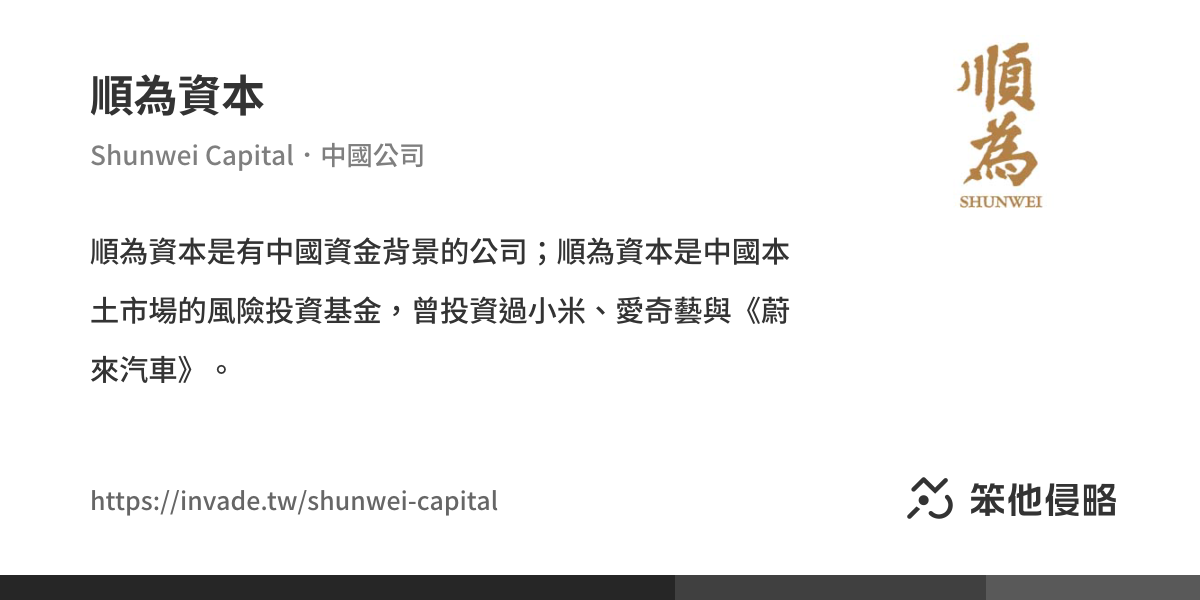 順為資本
Shunwei Capital・中國公司
順為
SHUNWEI
順為資本是有中國資金背景的公司；順為資本是中國本
土市場的風險投資基金，曾投資過小米、愛奇藝與《蔚
來汽車》。
https://invade.tw/shunwei-capital
笨他侵略